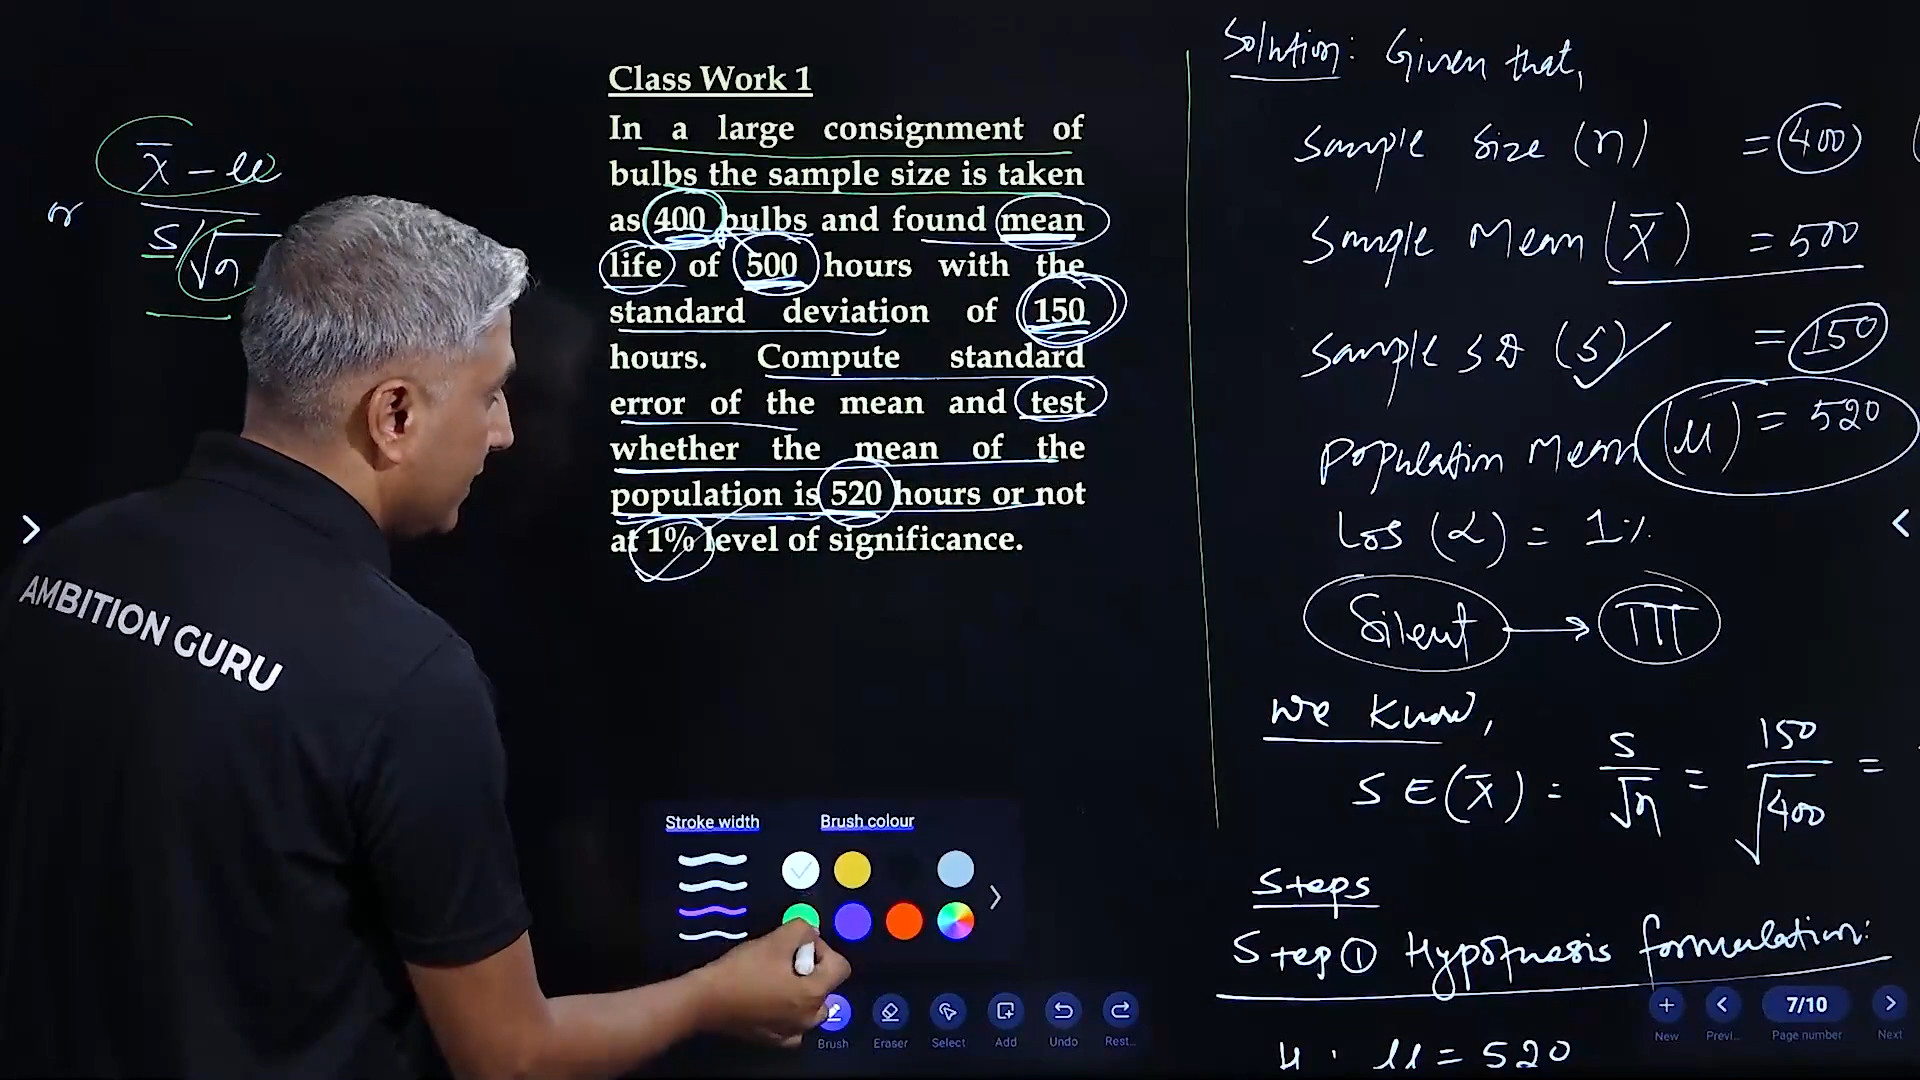 x̄ - μ
or
s/√n
AMBITION GURU
Class Work 1
In a large consignment of
bulbs the sample size is taken
as 400 bulbs and found mean
life of 500 hours with the
standard deviation of 150
hours. Compute standard
error of the mean and test
whether the mean of the
population is 520 hours or not
at 1% level of significance.
Solution: Given that,
Sample Size (n) = 400
Sample Mean (x̄) = 500
Sample SD (s) = 150
Population Mean (μ) = 520
Los (α) = 1%
Silent → TTT
We Know,
SE(x̄) = s/√n = 150/√400 =
Steps
Step ① Hypothesis formulation:
μ = 520
Stroke width
Brush colour
Brush
Eraser
Select
Add
Undo
Rest...
New
Previ...
7/10
Page number
Next